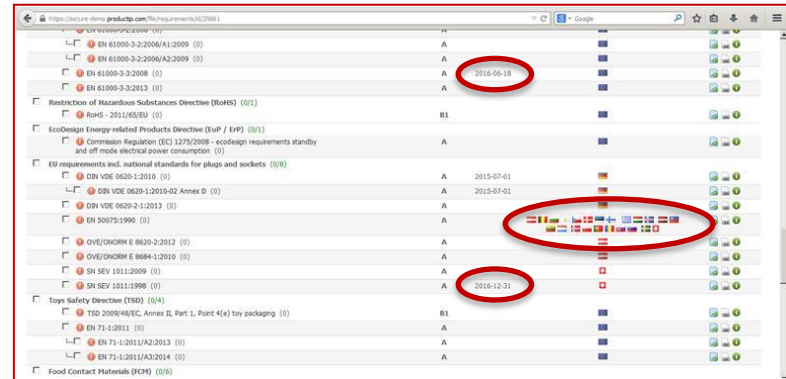 https://secure-demo.productip.com/file/requirements/id/29861
Google
EN 61000-3-2:2006 (0) A
EN 61000-3-2:2006/A1:2009 (0) A
EN 61000-3-2:2006/A2:2009 (0) A
EN 61000-3-3:2008 (0) A 2016-06-18
EN 61000-3-3:2013 (0) A
Restriction of Hazardous Substances Directive (RoHS) (0/1)
RoHS - 2011/65/EU (0) B1
EcoDesign Energy-related Products Directive (EuP / ErP) (0/1)
Commission Regulation (EC) 1275/2008 - ecodesign requirements standby A
and off mode electrical power consumption (0)
EU requirements incl. national standards for plugs and sockets (0/8)
DIN VDE 0620-1:2010 (0) A 2015-07-01
DIN VDE 0620-1:2010-02 Annex D (0) A 2015-07-01
DIN VDE 0620-2-1:2013 (0) A
EN 50075:1990 (0) A
OVE/ONORM E 8620-2:2012 (0) A
OVE/ONORM E 8684-1:2010 (0) A
SN SEV 1011:2009 (0) A
SN SEV 1011:1998 (0) A 2016-12-31
Toys Safety Directive (TSD) (0/4)
TSD 2009/48/EC, Annex II, Part 1, Point 4(e) toy packaging (0) B1
EN 71-1:2011 (0) A
EN 71-1:2011/A2:2013 (0) A
EN 71-1:2011/A3:2014 (0) A
Food Contact Materials (FCM) (0/6)